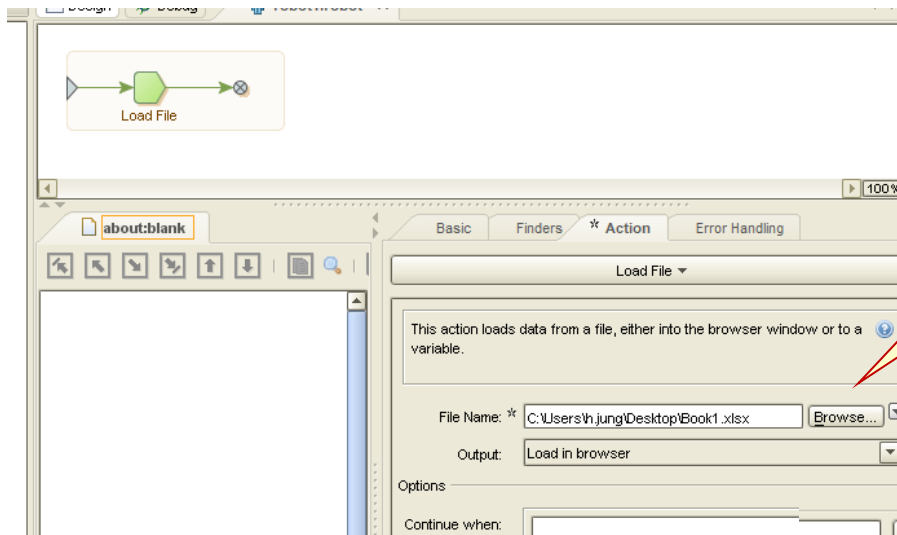 Design
Debug
Load File
100%
about:blank
Basic
Finders
* Action
Error Handling
Load File
This action loads data from a file, either into the browser window or to a
variable.
File Name: *
C:\Users\h.jung\Desktop\Book1.xlsx
Browse...
Output:
Load in browser
Options
Continue when: